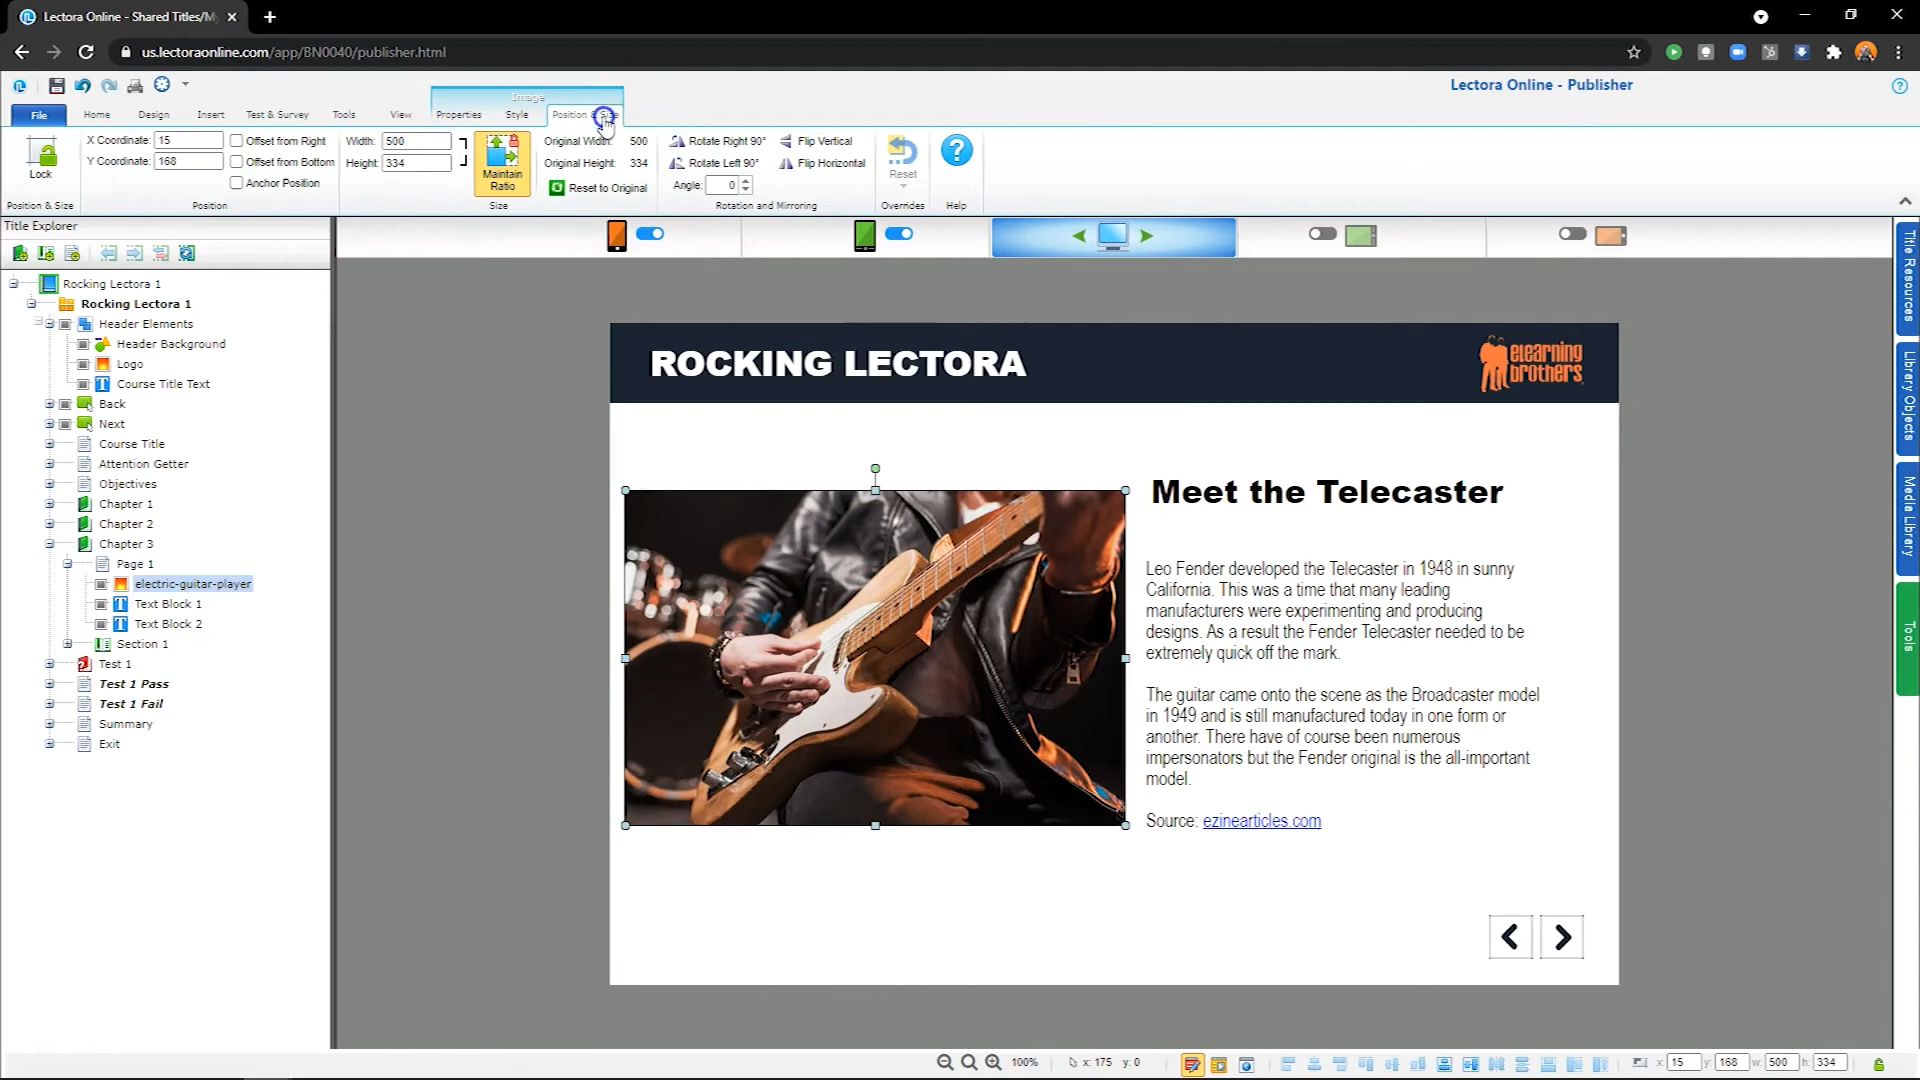 Lectora Online - Shared Titles/M
us.lectoraonline.com/app/BN0040/publisher.html
Lectora Online - Publisher
Image
File
Home
Design
Insert
Test & Survey
Tools
View
Properties
Style
Position & Size
Lock
X Coordinate: 15
Y Coordinate: 168
Offset from Right
Offset from Bottom
Anchor Position
Width: 500
Height: 334
Maintain
Ratio
Original Width: 500
Original Height: 334
Reset to Original
Rotate Right 90°
Rotate Left 90°
Angle: 0
Flip Vertical
Flip Horizontal
Reset
Position & Size
Position
Size
Rotation and Mirroring
Overrides
Help
Title Explorer
Rocking Lectora 1
Rocking Lectora 1
Header Elements
Header Background
Logo
Course Title Text
Back
Next
Course Title
Attention Getter
Objectives
Chapter 1
Chapter 2
Chapter 3
Page 1
electric-guitar-player
Text Block 1
Text Block 2
Section 1
Test 1
Test 1 Pass
Test 1 Fail
Summary
Exit
ROCKING LECTORA
elearning
brothers
Meet the Telecaster
Leo Fender developed the Telecaster in 1948 in sunny
California. This was a time that many leading
manufacturers were experimenting and producing
designs. As a result the Fender Telecaster needed to be
extremely quick off the mark.
The guitar came onto the scene as the Broadcaster model
in 1949 and is still manufactured today in one form or
another. There have of course been numerous
impersonators but the Fender original is the all-important
model.
Source: ezinearticles.com
Title Resources
Library Objects
Media Library
Tools
100%
x: 175 y: 0
x: 15 y: 168 w: 500 h: 334